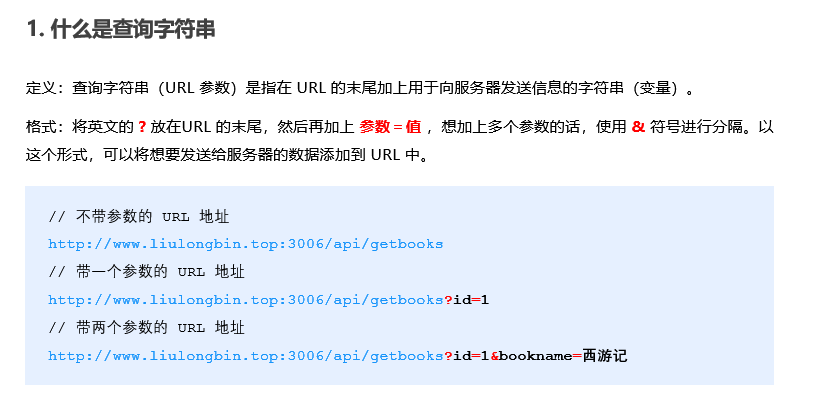 1. 什么是查询字符串
定义：查询字符串（URL 参数）是指在 URL 的末尾加上用于向服务器发送信息的字符串（变量）。
格式：将英文的 ? 放在URL 的末尾，然后再加上 参数＝值 ，想加上多个参数的话，使用 & 符号进行分隔。以
这个形式，可以将想要发送给服务器的数据添加到 URL 中。
// 不带参数的 URL 地址
http://www.liulongbin.top:3006/api/getbooks
// 带一个参数的 URL 地址
http://www.liulongbin.top:3006/api/getbooks?id=1
// 带两个参数的 URL 地址
http://www.liulongbin.top:3006/api/getbooks?id=1&bookname=西游记